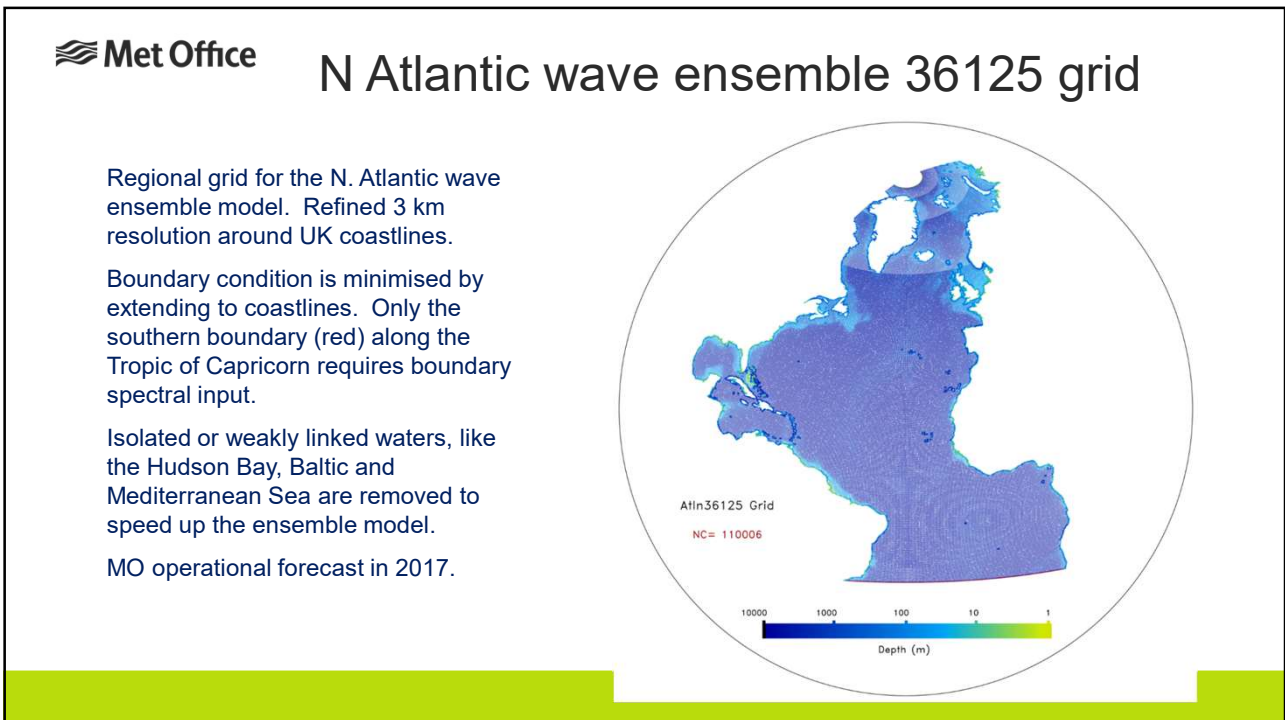 Met Office
N Atlantic wave ensemble 36125 grid
Regional grid for the N. Atlantic wave
ensemble model.  Refined 3 km
resolution around UK coastlines.
Boundary condition is minimised by
extending to coastlines.  Only the
southern boundary (red) along the
Tropic of Capricorn requires boundary
spectral input.
Isolated or weakly linked waters, like
the Hudson Bay, Baltic and
Mediterranean Sea are removed to
speed up the ensemble model.
MO operational forecast in 2017.
Atln36125 Grid
NC= 110006
10000 1000 100 10 1
Depth (m)